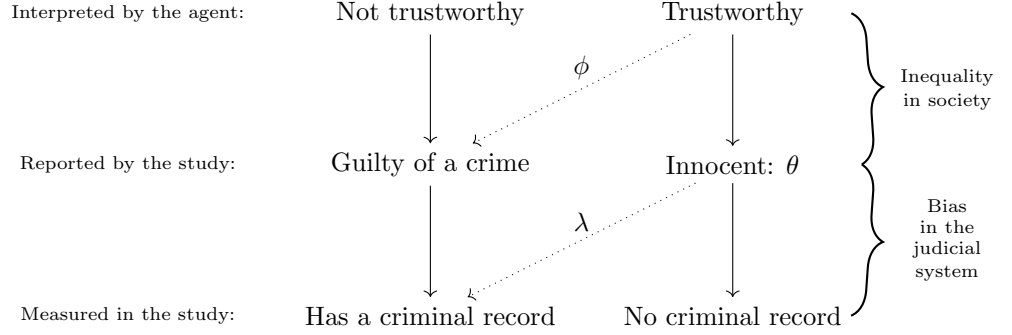 Interpreted by the agent: Not trustworthy Trustworthy
ϕ
Inequality
in society
Reported by the study: Guilty of a crime Innocent: θ
λ
Bias
in the
judicial
system
Measured in the study: Has a criminal record No criminal record